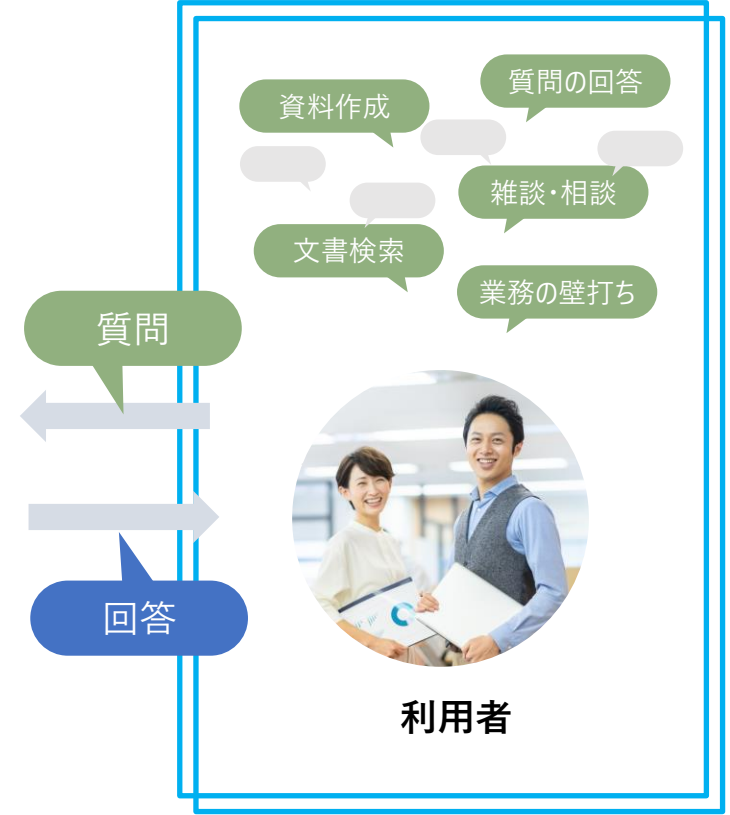 質問の回答
資料作成
雑談・相談
文書検索
業務の壁打ち
質問
回答
利用者